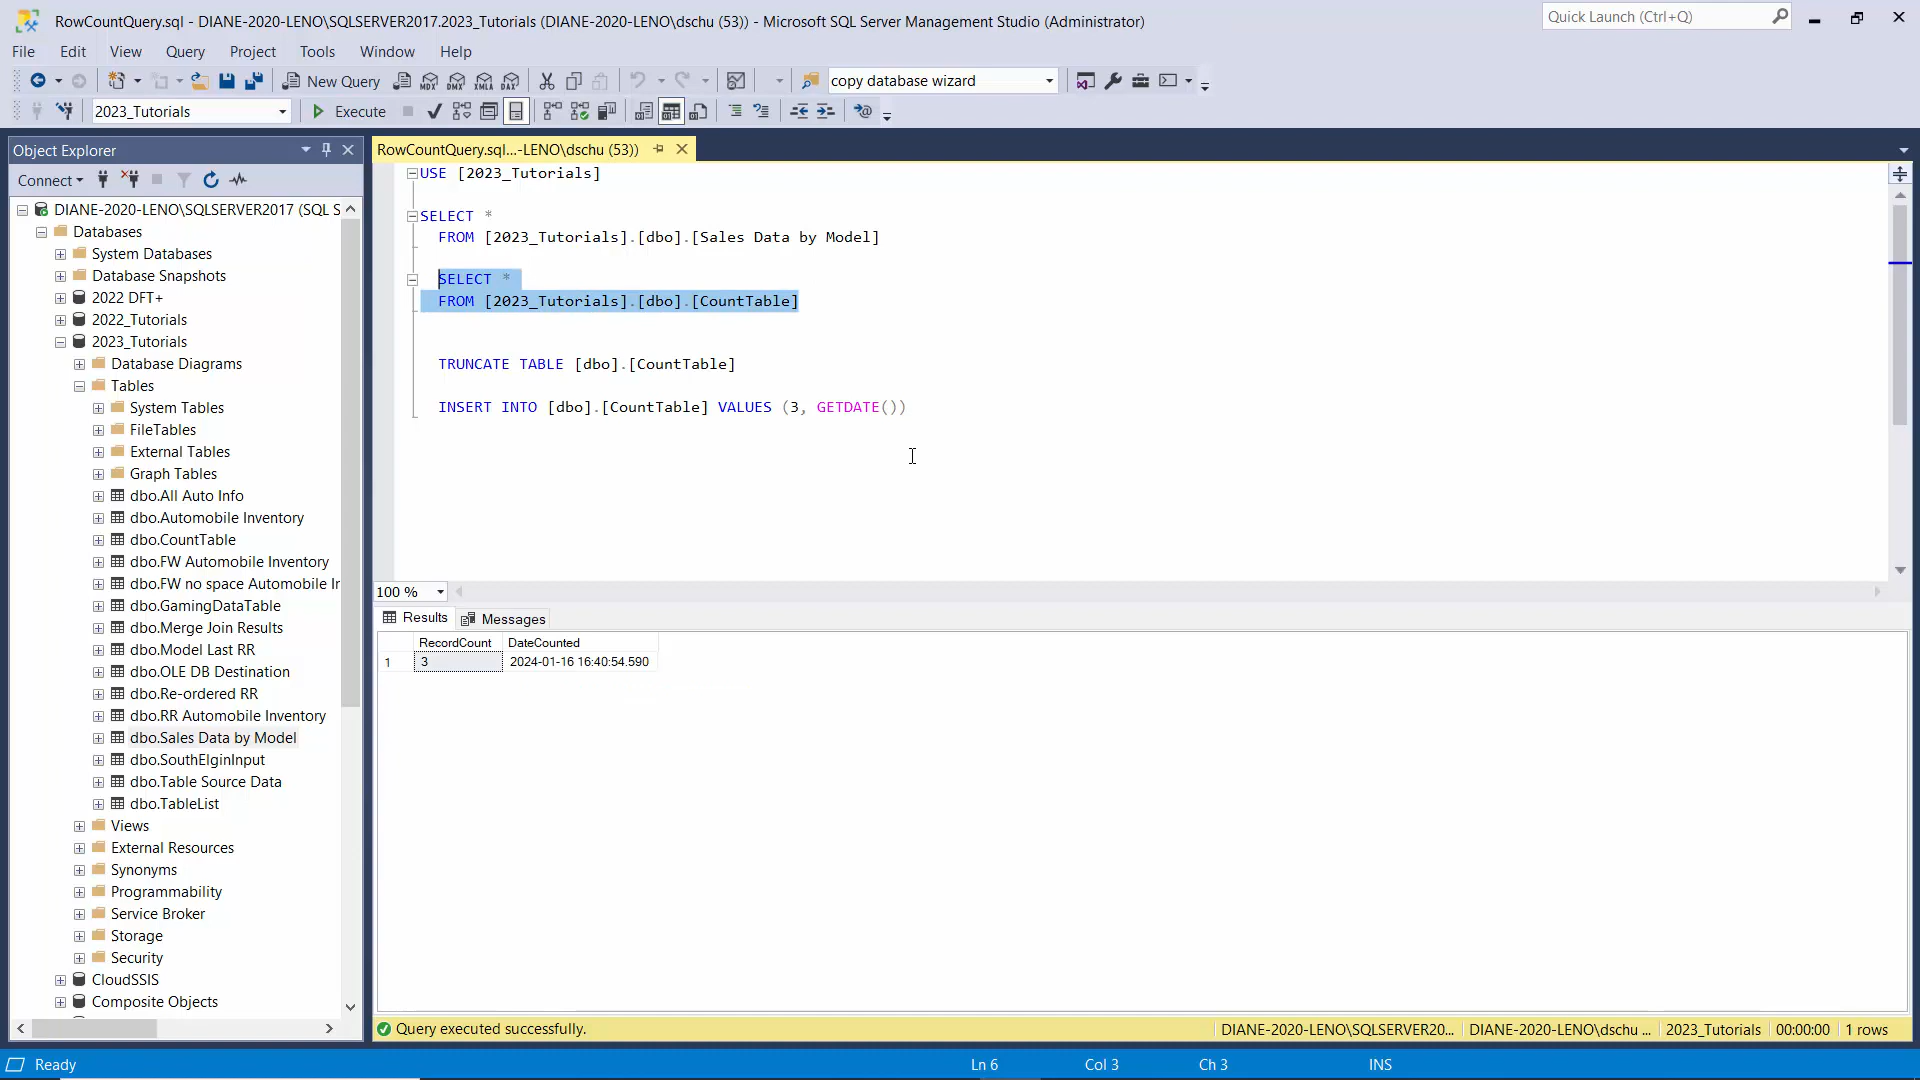 RowCountQuery.sql - DIANE-2020-LENO\SQLSERVER2017.2023_Tutorials (DIANE-2020-LENO\dschu (53)) - Microsoft SQL Server Management Studio (Administrator)
Quick Launch (Ctrl+Q)
File Edit View Query Project Tools Window Help
New Query MDX DMX XMLA DAX copy database wizard
2023_Tutorials Execute
Object Explorer
RowCountQuery.sql...-LENO\dschu (53))
Connect
DIANE-2020-LENO\SQLSERVER2017 (SQL S
Databases
System Databases
Database Snapshots
2022 DFT+
2022_Tutorials
2023_Tutorials
Database Diagrams
Tables
System Tables
FileTables
External Tables
Graph Tables
dbo.All Auto Info
dbo.Automobile Inventory
dbo.CountTable
dbo.FW Automobile Inventory
dbo.FW no space Automobile Ir
dbo.GamingDataTable
dbo.Merge Join Results
dbo.Model Last RR
dbo.OLE DB Destination
dbo.Re-ordered RR
dbo.RR Automobile Inventory
dbo.Sales Data by Model
dbo.SouthElginInput
dbo.Table Source Data
dbo.TableList
Views
External Resources
Synonyms
Programmability
Service Broker
Storage
Security
CloudSSIS
Composite Objects
USE [2023_Tutorials]
SELECT *
FROM [2023_Tutorials].[dbo].[Sales Data by Model]
SELECT *
FROM [2023_Tutorials].[dbo].[CountTable]
TRUNCATE TABLE [dbo].[CountTable]
INSERT INTO [dbo].[CountTable] VALUES (3, GETDATE())
100 %
Results Messages
RecordCount DateCounted
1 3 2024-01-16 16:40:54.590
Query executed successfully. DIANE-2020-LENO\SQLSERVER20... DIANE-2020-LENO\dschu ... 2023_Tutorials 00:00:00 1 rows
Ready Ln 6 Col 3 Ch 3 INS